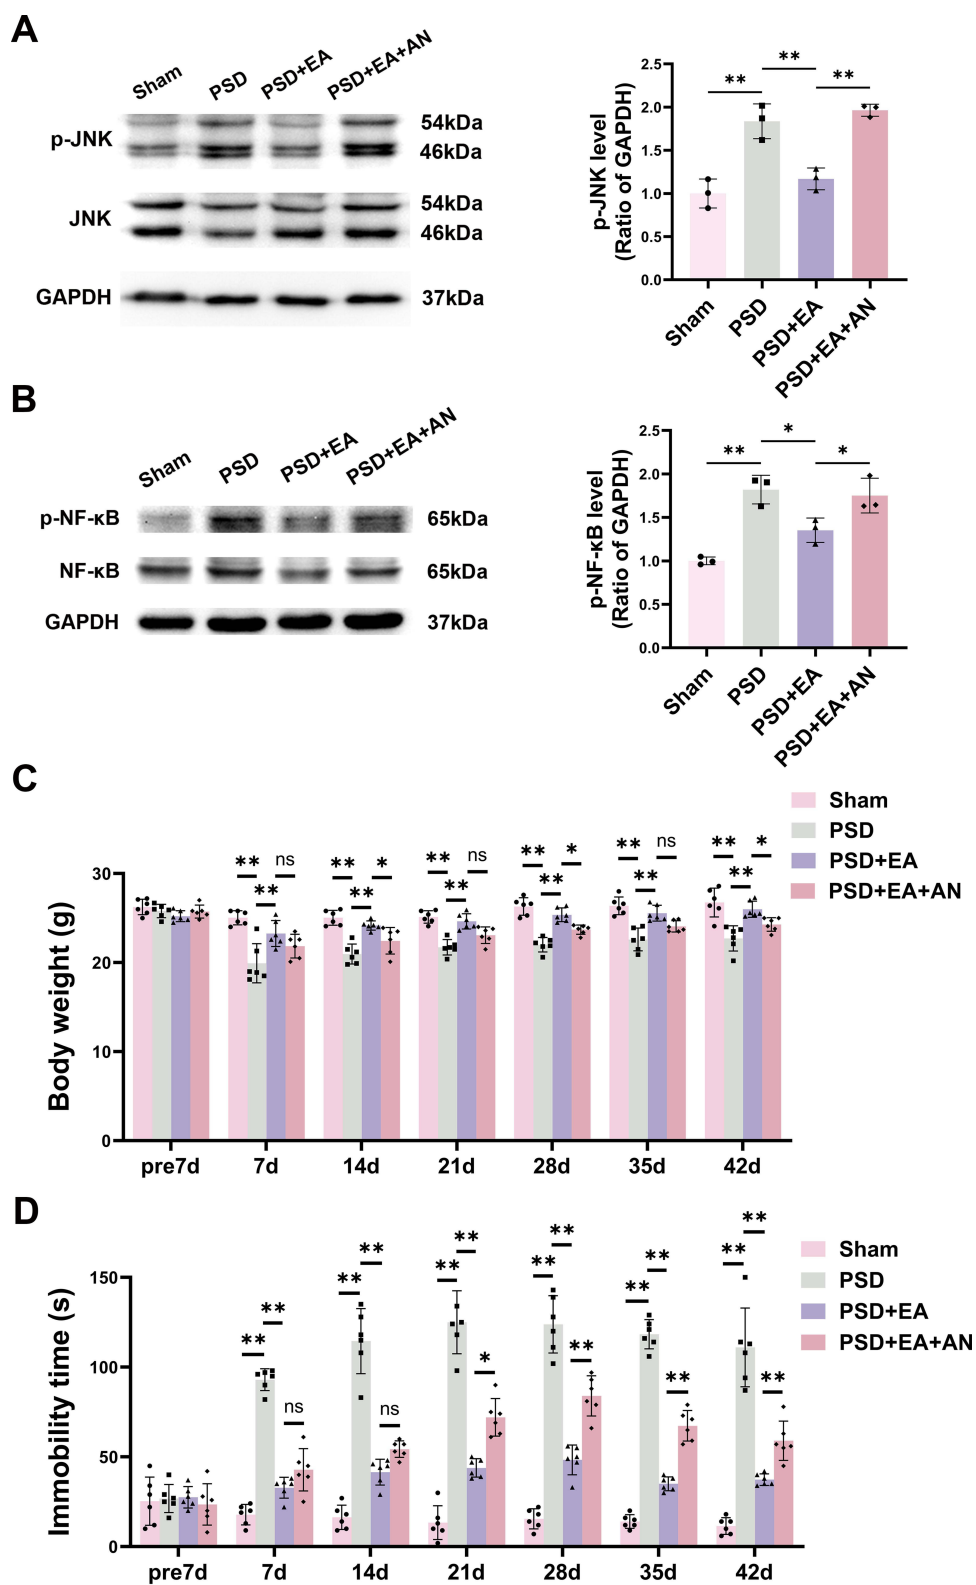 A
Sham PSD PSD+EA PSD+EA+AN
p-JNK 54kDa
46kDa
JNK 54kDa
46kDa
GAPDH 37kDa
p-JNK level
(Ratio of GAPDH)
2.5
2.0
1.5
1.0
0.5
0.0
** ** **
Sham PSD PSD+EA PSD+EA+AN
B
Sham PSD PSD+EA PSD+EA+AN
p-NF-κB 65kDa
NF-κB 65kDa
GAPDH 37kDa
p-NF-κB level
(Ratio of GAPDH)
2.5
2.0
1.5
1.0
0.5
0.0
** * *
Sham PSD PSD+EA PSD+EA+AN
C
Sham
PSD
PSD+EA
PSD+EA+AN
Body weight (g)
30
20
10
0
** ** ns
** ** *
** ** ns
** ** *
** ** ns
** ** *
pre7d 7d 14d 21d 28d 35d 42d
D
Sham
PSD
PSD+EA
PSD+EA+AN
Immobility time (s)
150
100
50
0
** ** ns
** ** ns
** ** *
** ** **
** ** **
** ** **
pre7d 7d 14d 21d 28d 35d 42d